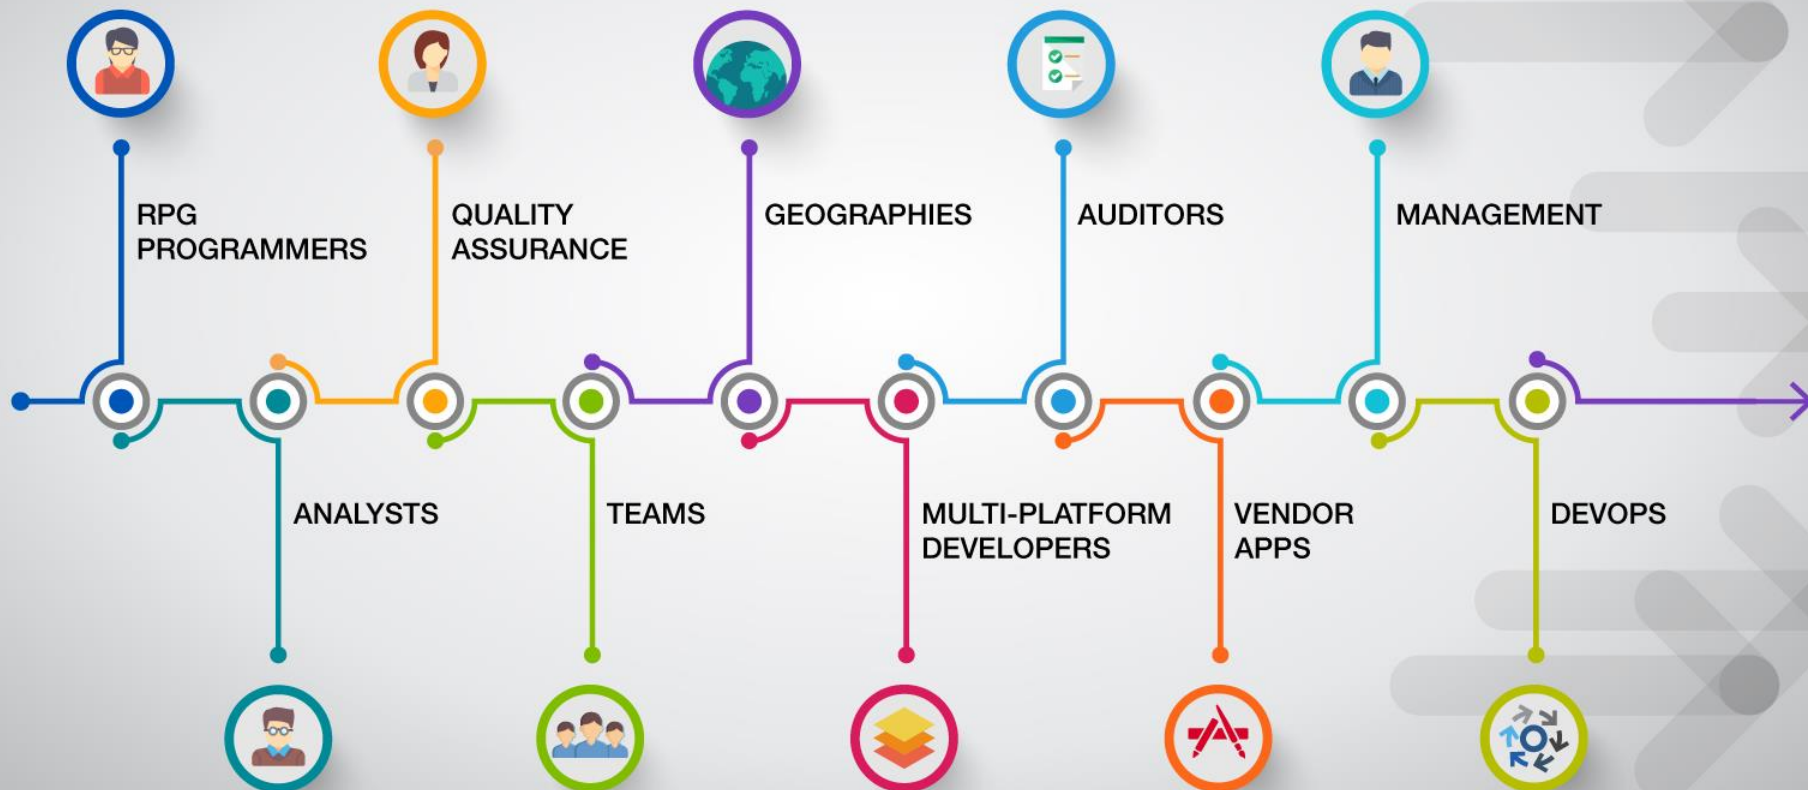 RPG
PROGRAMMERS
QUALITY
ASSURANCE
GEOGRAPHIES
AUDITORS
MANAGEMENT
ANALYSTS
TEAMS
MULTI-PLATFORM
DEVELOPERS
VENDOR
APPS
DEVOPS